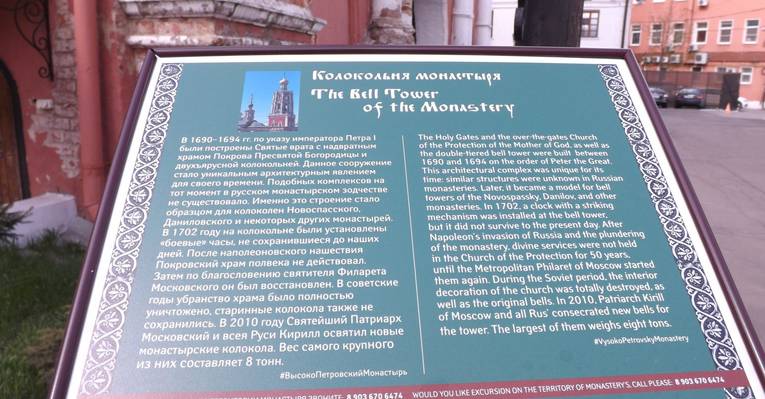 Колокольня монастыря
The Bell Tower
of the Monastery
В 1690–1694 гг. по указу императора Петра I
были построены Святые врата с надвратным
храмом Покрова Пресвятой Богородицы и
двухъярусной колокольней. Данное сооружение
стало уникальным архитектурным явлением
для своего времени. Подобных комплексов на
тот момент в русском монастырском зодчестве
не существовало. Именно это строение стало
образцом для колоколен Новоспасского,
Даниловского и некоторых других монастырей.
В 1702 году на колокольне были установлены
«боевые» часы, не сохранившиеся до наших
дней. После наполеоновского нашествия
Покровский храм полвека не действовал.
Затем по благословению святителя Филарета
Московского он был восстановлен. В советские
годы убранство храма было полностью
уничтожено, старинные колокола также не
сохранились. В 2010 году Святейший Патриарх
Московский и всея Руси Кирилл освятил новые
монастырские колокола. Вес самого крупного
из них составляет 8 тонн.
#ВысокоПетровскийМонастырь
The Holy Gates and the over-the-gates Church
of the Protection of the Mother of God, as well as
the double-tiered bell tower were built between
1690 and 1694 on the order of Peter the Great.
This architectural complex was unique for its
time: similar structures were unknown in Russian
monasteries. Later, it became a model for bell
towers of the Novospassky, Danilov, and other
monasteries. In 1702, a clock with a striking
mechanism was installed at the bell tower,
but it did not survive to the present day. After
Napoleon's invasion of Russia and the plundering
of the monastery, divine services were not held
in the Church of the Protection for 50 years,
until the Metropolitan Philaret of Moscow started
them again. During the Soviet period, the interior
decoration of the church was totally destroyed, as
well as the original bells. In 2010, Patriarch Kirill
of Moscow and all Rus' consecrated new bells for
the tower. The largest of them weighs eight tons.
#VysokoPetrovskyMonastery
МОНАСТЫРЯ ЗВОНИТЕ: 8 903 670 6474 WOULD YOU LIKE EXCURSION ON THE TERRITORY OF MONASTERY'S, CALL PLEASE: 8 903 670 6474